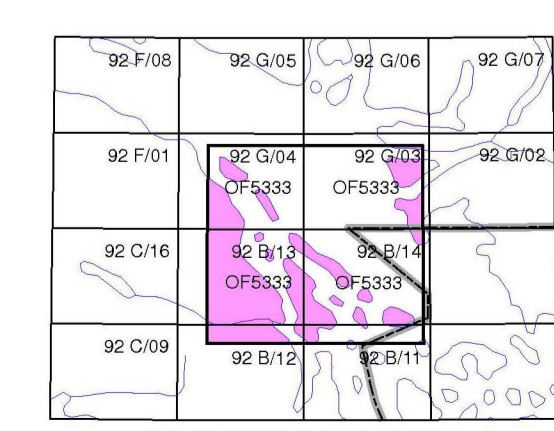 92 F/08 92 G/05 92 G/06 92 G/07
92 F/01 92 G/04 92 G/03 92 G/02
OF5333 OF5333
92 C/16 92 B/13 92 B/14
OF5333 OF5333
92 C/09 92 B/12 92 B/11